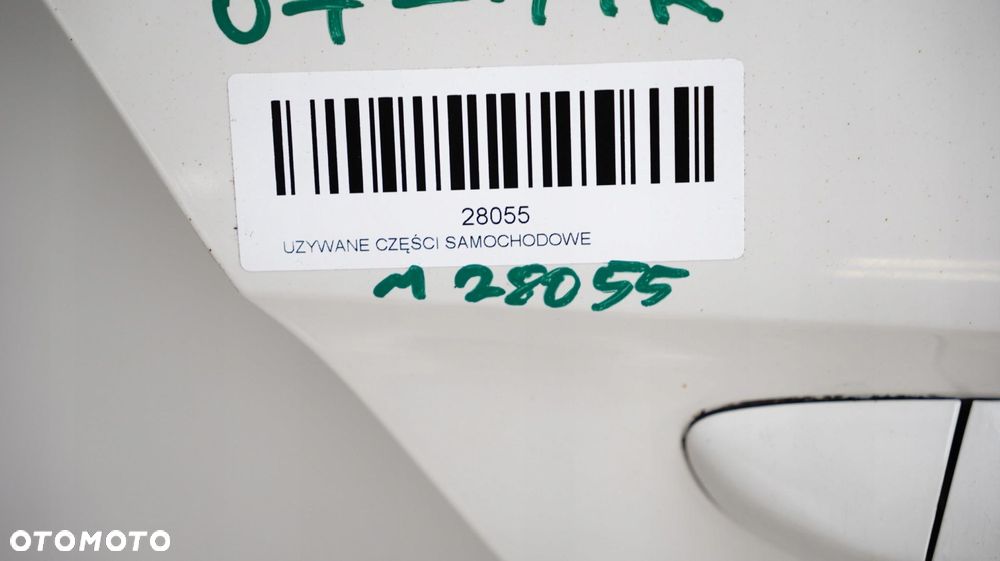 28055
UZYWANE CZĘŚCI SAMOCHODOWE
M 28055
OTOMOTO